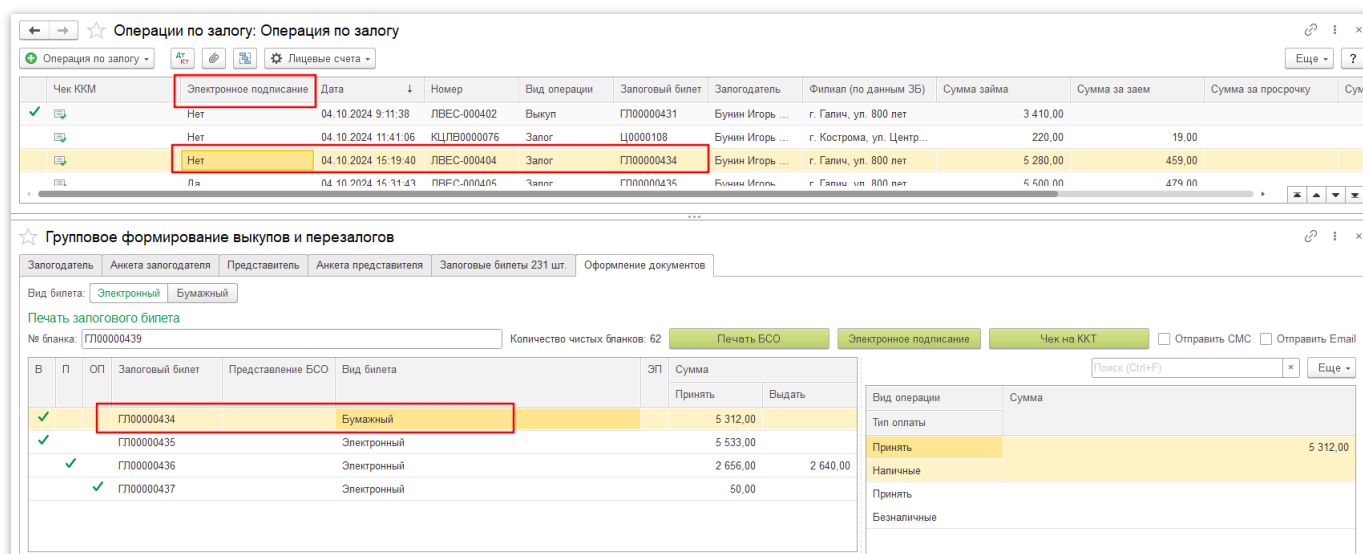 Операции по залогу: Операция по залогу
Операция по залогу Дт Кт Лицевые счета Еще ?
Чек ККМ Электронное подписание Дата ↓ Номер Вид операции Залоговый билет Залогодатель Филиал (по данным ЗБ) Сумма займа Сумма за заем Сумма за просрочку Сум
Нет 04.10.2024 9:11:38 ЛВЕС-000402 Выкуп ГЛ00000431 Бунин Игорь ... г. Галич, ул. 800 лет 3 410,00
Нет 04.10.2024 11:41:06 КЦЛВ0000076 Залог Ц0000108 Бунин Игорь ... г. Кострома, ул. Центр... 220,00 19,00
Нет 04.10.2024 15:19:40 ЛВЕС-000404 Залог ГЛ00000434 Бунин Игорь ... г. Галич, ул. 800 лет 5 280,00 459,00
Да 04.10.2024 15:31:43 ЛВЕС-000405 Залог ГЛ00000435 Бунин Игорь г. Галич, ул. 800 лет 5 500,00 479,00
Групповое формирование выкупов и перезалогов
Залогодатель Анкета залогодателя Представитель Анкета представителя Залоговые билеты 231 шт. Оформление документов
Вид билета: Электронный Бумажный
Печать залогового билета
№ бланка: ГЛ00000439 Количество чистых бланков: 62 Печать БСО Электронное подписание Чек на ККТ Отправить СМС Отправить Email
В П ОП Залоговый билет Представление БСО Вид билета ЭП Сумма
Принять Выдать
ГЛ00000434 Бумажный 5 312,00
ГЛ00000435 Электронный 5 533,00
ГЛ00000436 Электронный 2 656,00 2 640,00
ГЛ00000437 Электронный 50,00
Поиск (Ctrl+F) × Еще
Вид операции Сумма
Тип оплаты
Принять 5 312,00
Наличные
Принять
Безналичные